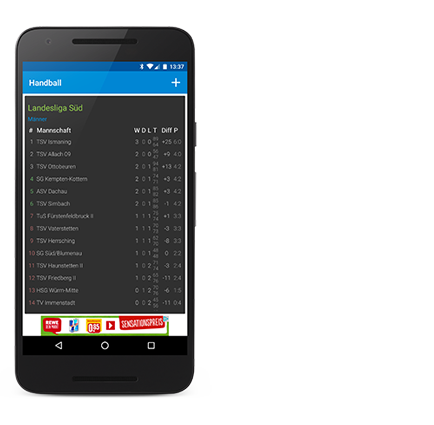 13:37
Handball +
Landesliga Süd
Männer
# Mannschaft W D L T Diff P
1 TSV Ismaning 3 0 0 +25 6:0
2 TSV Allach 09 2 0 0 +9 4:0
3 TSV Ottobeuren 2 0 1 +13 4:2
4 SG Kempten-Kottern 2 0 1 +3 4:2
5 ASV Dachau 2 0 1 +3 4:2
6 TSV Simbach 2 0 1 -1 4:2
7 TuS Fürstenfeldbruck II 1 1 1 +1 3:3
8 TSV Vaterstetten 1 1 1 -3 3:3
9 TSV Herrsching 1 1 1 -8 3:3
10 SG Süd/Blumenau 1 0 1 0 2:2
11 TSV Haunstetten II 1 0 2 -3 2:4
12 TSV Friedberg II 1 0 2 -11 2:4
13 HSG Würm-Mitte 0 1 2 -6 1:5
14 TV Immenstadt 0 0 2 -11 0:4
REWE
0,85
SENSATIONSPREIS